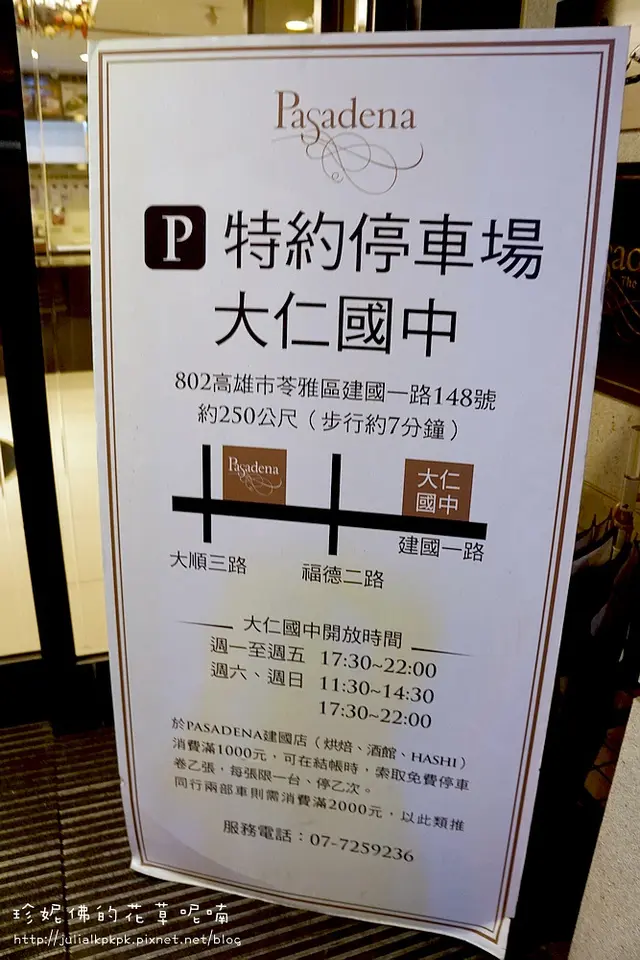 Pasadena
P 特約停車場
大仁國中
802高雄市苓雅區建國一路148號
約250公尺（步行約7分鐘）
Pasadena
大仁
國中
建國一路
大順三路
福德二路
大仁國中開放時間
週一至週五 17:30~22:00
週六、週日 11:30~14:30
17:30~22:00
於PASADENA建國店（烘焙、酒館、HASHI）
消費滿1000元，可在結帳時，索取免費停車
卷乙張，每張限一台、停乙次。
同行兩部車則需消費滿2000元，以此類推
服務電話：07-7259236
珍妮佛的花草呢喃
http://julialkpkpk.pixnet.net/blog